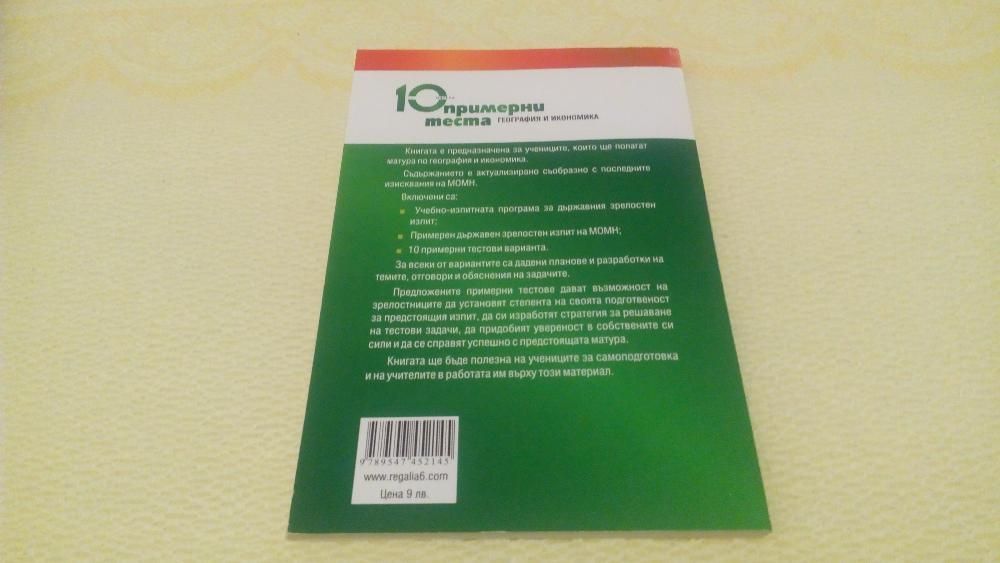 10 примерни
теста ГЕОГРАФИЯ И ИКОНОМИКА
Книгата е предназначена за учениците, които ще полагат
матура по география и икономика.
Съдържанието е актуализирано съобразно с последните
изисквания на МОМН.
Включени са:
Учебно-изпитната програма за държавния зрелостен
изпит;
Примерен държавен зрелостен изпит на МОМН;
10 примерни тестови варианта.
За всеки от вариантите са дадени планове и разработки на
темите, отговори и обяснения на задачите.
Предложените примерни тестове дават възможност на
зрелостниците да установят степента на своята подготвеност
за предстоящия изпит, да си изработят стратегия за решаване
на тестови задачи, да придобият увереност в собствените си
сили и да се справят успешно с предстоящата матура.
Книгата ще бъде полезна на учениците за самоподготовка
и на учителите в работата им върху този материал.
9 789547 452145
www.regalia6.com
Цена 9 лв.